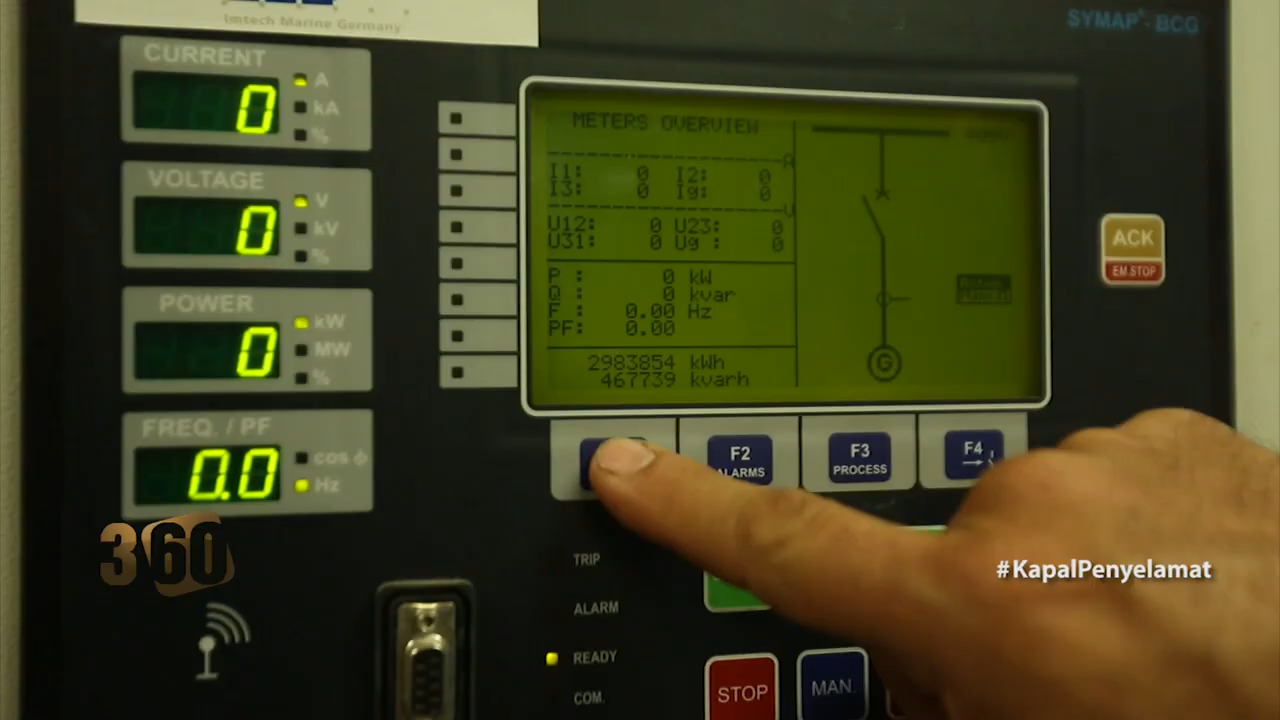 Imtech Marine Germany
SYMAP® - BCG
CURRENT
0
A
kA
%
VOLTAGE
0
V
kV
%
POWER
0
kW
MW
%
FREQ. / PF
0.0
cos ϕ
Hz
METERS OVERVIEW
A
I1: 0 I2: 0
I3: 0 Ig: 0
U
U12: 0 U23: 0
U31: 0 Ug : 0
P : 0 kW
Q : 0 kvar
F : 0.00 Hz
PF: 0.00
2983854 kWh
467739 kvarh
G
ACK
EM.STOP
F2
ALARMS
F3
PROCESS
F4
TRIP
ALARM
READY
COM.
STOP
MAN.
360
#KapalPenyelamat